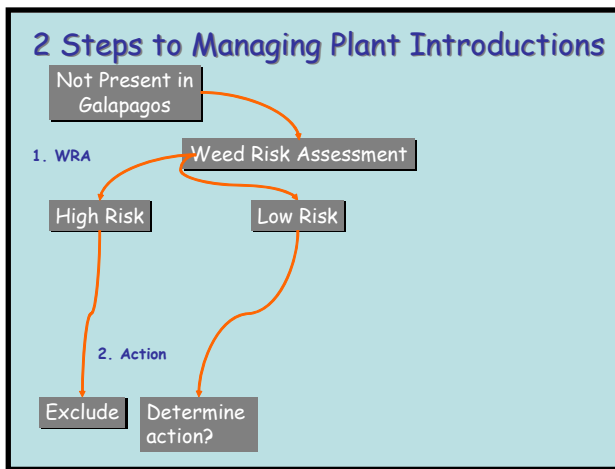 2 Steps to Managing Plant Introductions
Not Present in
Galapagos
1. WRA
Weed Risk Assessment
High Risk
Low Risk
2. Action
Exclude
Determine
action?